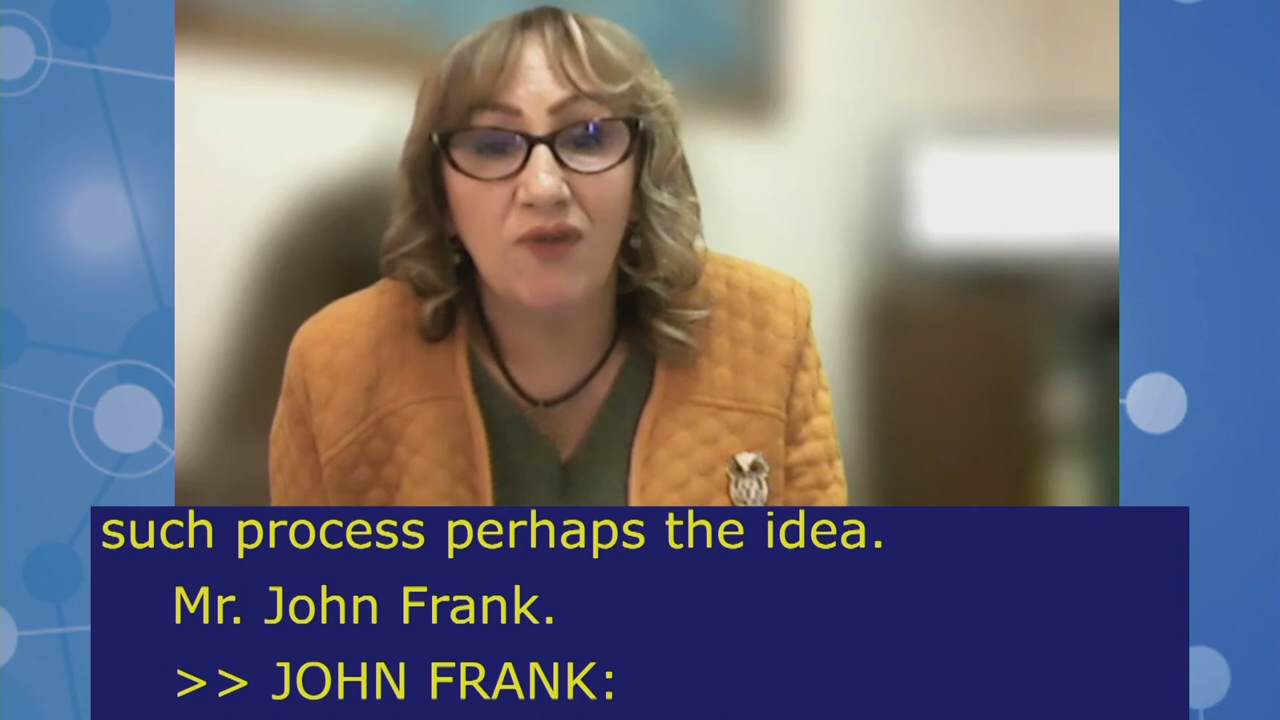 such process perhaps the idea.
Mr. John Frank.
>> JOHN FRANK: